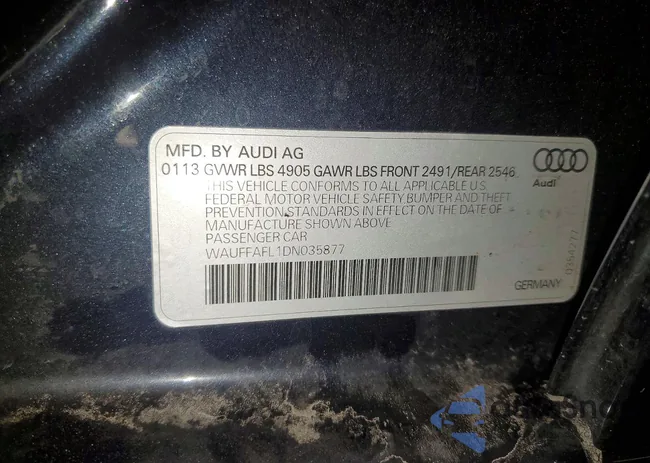 MFD. BY AUDI AG
0113 GVWR LBS 4905 GAWR LBS FRONT 2491/REAR 2546
THIS VEHICLE CONFORMS TO ALL APPLICABLE U.S.
FEDERAL MOTOR VEHICLE SAFETY BUMPER AND THEFT
PREVENTION STANDARDS IN EFFECT ON THE DATE OF
MANUFACTURE SHOWN ABOVE.
PASSENGER CAR
WAUFFAFL1DN035877
Audi
GERMANY